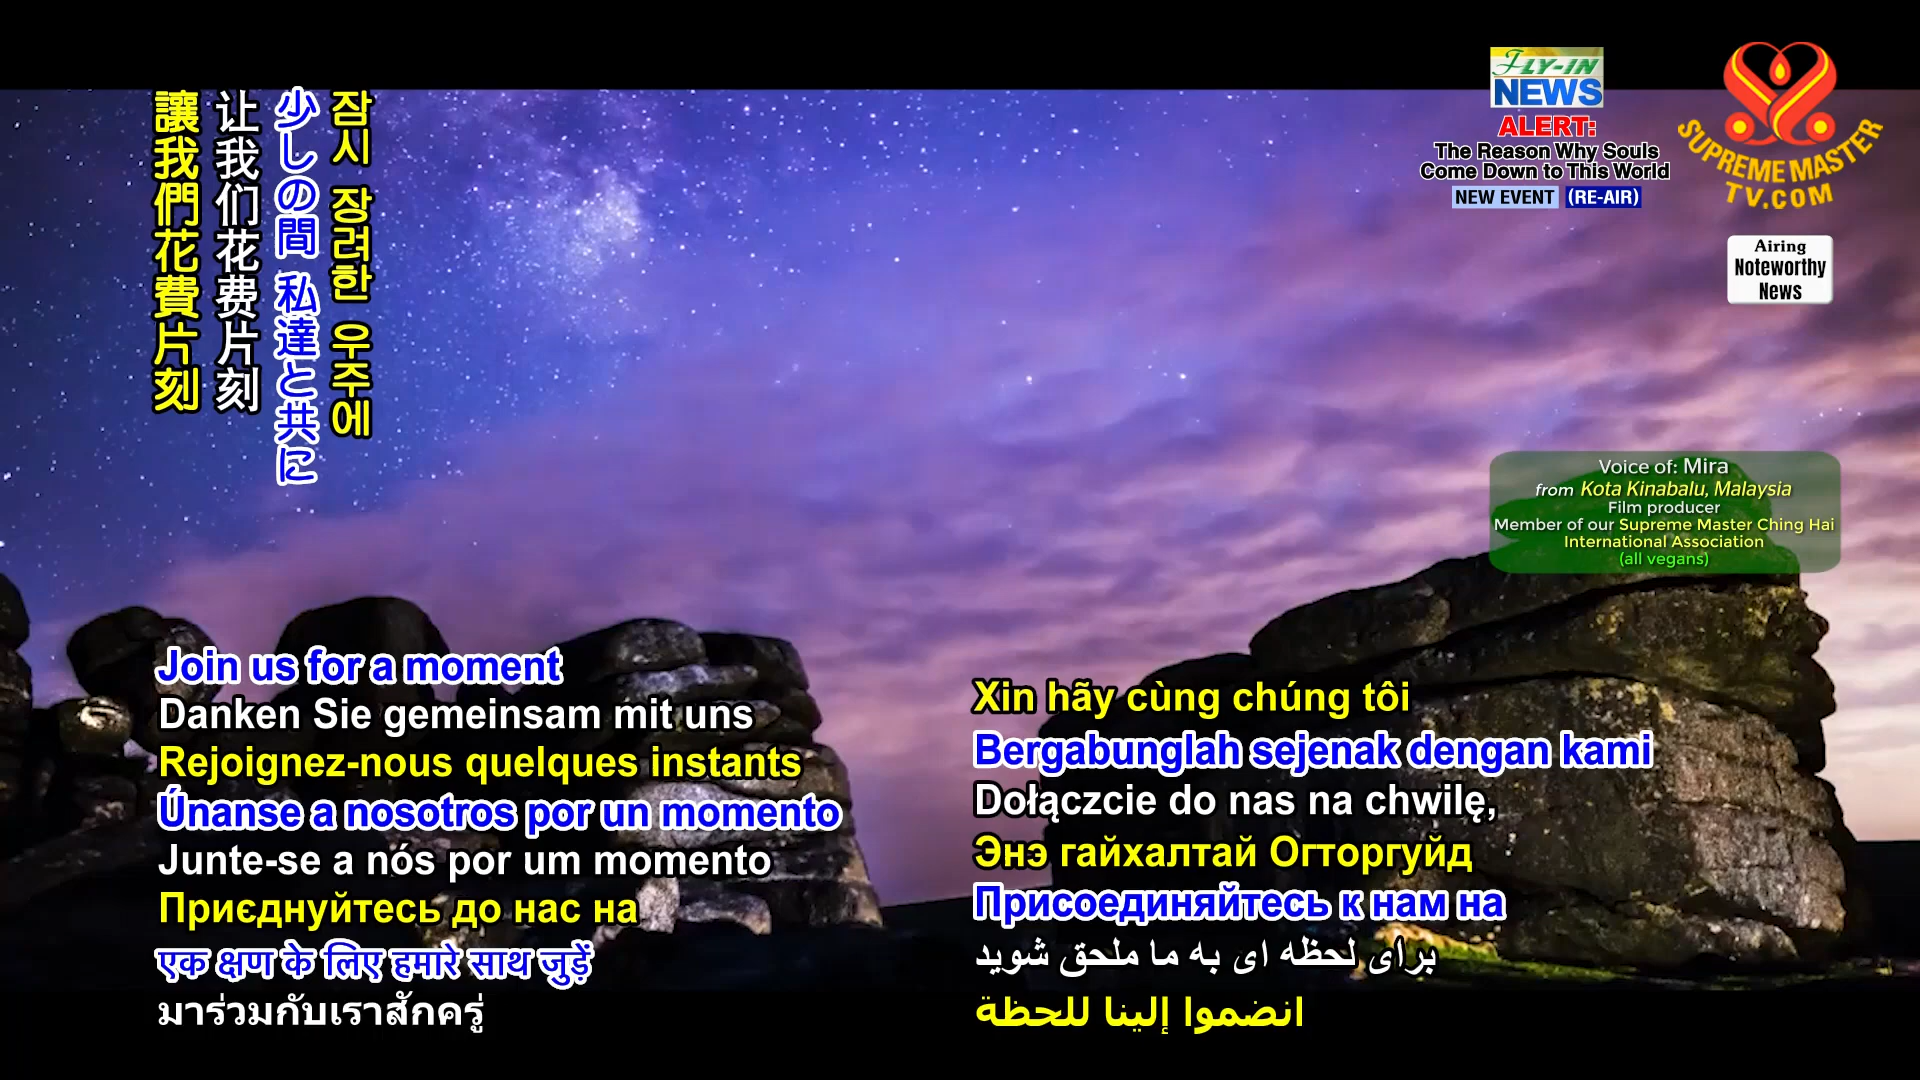 讓我們花費片刻
让我们花费片刻
少しの間 私達と共に
잠시 장려한 우주에
FLY-IN
NEWS
ALERT:
The Reason Why Souls
Come Down to This World
NEW EVENT (RE-AIR)
SUPREME MASTER
TV.COM
Airing
Noteworthy
News
Voice of: Mira
from Kota Kinabalu, Malaysia
Film producer
Member of our Supreme Master Ching Hai
International Association
(all vegans)
Join us for a moment
Danken Sie gemeinsam mit uns
Rejoignez-nous quelques instants
Únanse a nosotros por un momento
Junte-se a nós por um momento
Приєднуйтесь до нас на
एक क्षण के लिए हमारे साथ जुड़ें
มาร่วมกับเราสักครู่
Xin hãy cùng chúng tôi
Bergabunglah sejenak dengan kami
Dołączcie do nas na chwilę,
Энэ гайхалтай Огторгуйд
Присоединяйтесь к нам на
برای لحظه ای به ما ملحق شوید
انضموا إلينا للحظة